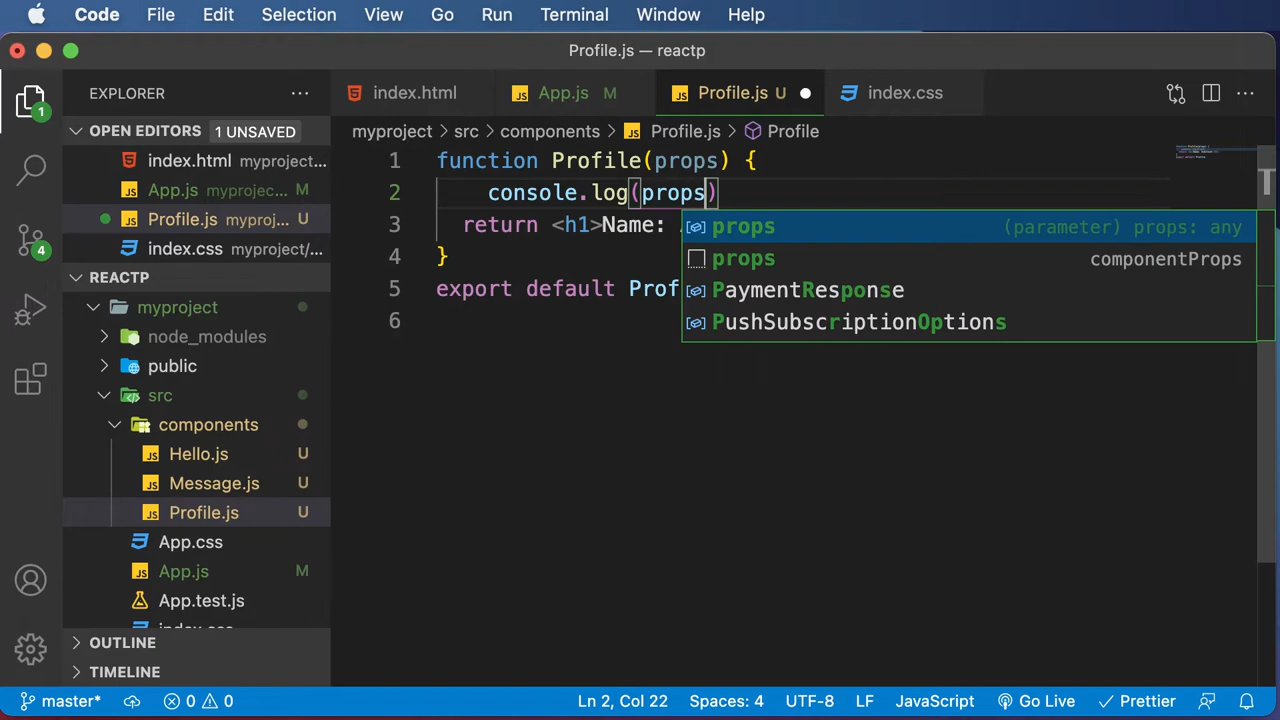 Code File Edit Selection View Go Run Terminal Window Help
Profile.js — reactp
EXPLORER ...
index.html
App.js M
Profile.js U
index.css
1
OPEN EDITORS 1 UNSAVED
index.html myproject...
App.js myprojec... M
Profile.js myproj... U
index.css myproject/...
4
REACTP
myproject
node_modules
public
src
components
Hello.js U
Message.js U
Profile.js U
App.css
App.js M
App.test.js
OUTLINE
TIMELINE
myproject > src > components > Profile.js > Profile
1 function Profile(props) {
2 console.log(props)
3 return <h1>Name:
4 }
5 export default Prof
6
props (parameter) props: any
props componentProps
PaymentResponse
PushSubscriptionOptions
master* 0 0 Ln 2, Col 22 Spaces: 4 UTF-8 LF JavaScript Go Live Prettier